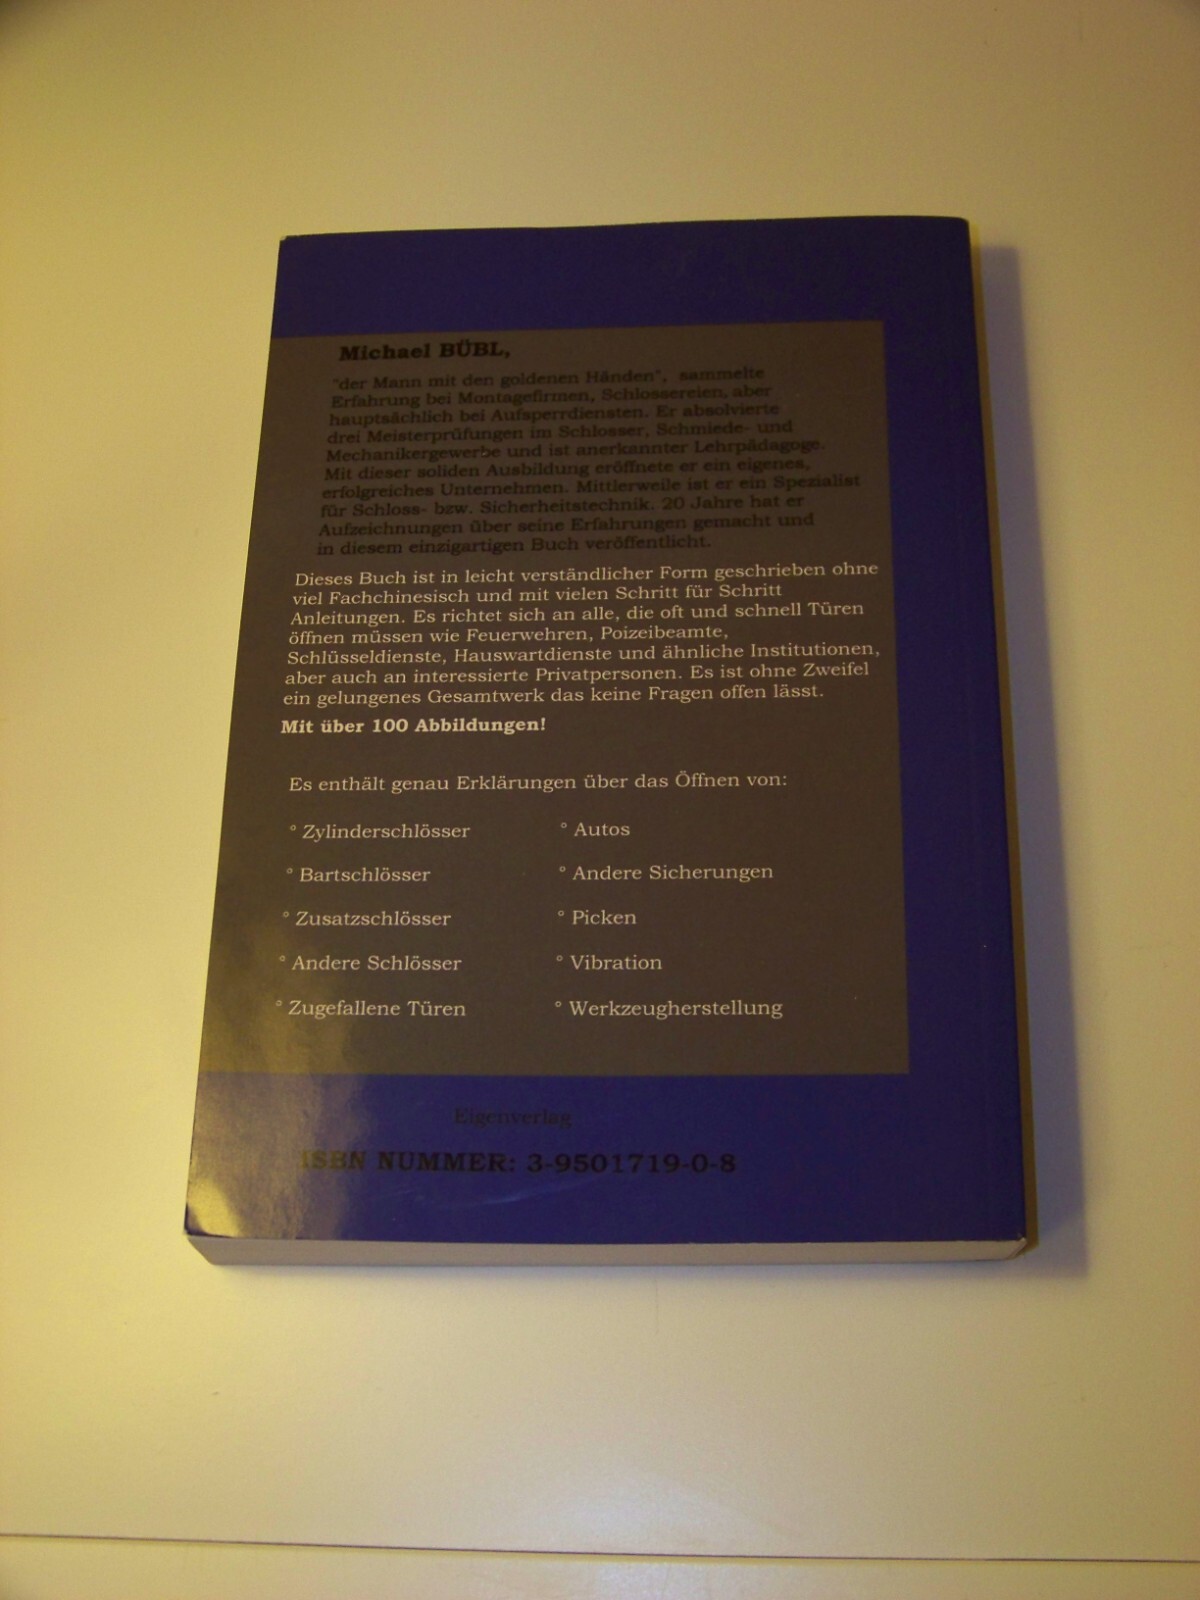 Michael BÜBL,
"der Mann mit den goldenen Händen", sammelte
Erfahrung bei Montagefirmen, Schlossereien, aber
hauptsächlich bei Aufsperrdiensten. Er absolvierte
drei Meisterprüfungen im Schlosser, Schmiede- und
Mechanikergewerbe und ist anerkannter Lehrpädagoge.
Mit dieser soliden Ausbildung eröffnete er ein eigenes,
erfolgreiches Unternehmen. Mittlerweile ist er ein Spezialist
für Schloss- bzw. Sicherheitstechnik. 20 Jahre hat er
Aufzeichnungen über seine Erfahrungen gemacht und
in diesem einzigartigen Buch veröffentlicht.
Dieses Buch ist in leicht verständlicher Form geschrieben ohne
viel Fachchinesisch und mit vielen Schritt für Schritt
Anleitungen. Es richtet sich an alle, die oft und schnell Türen
öffnen müssen wie Feuerwehren, Poizeibeamte,
Schlüsseldienste, Hauswartdienste und ähnliche Institutionen,
aber auch an interessierte Privatpersonen. Es ist ohne Zweifel
ein gelungenes Gesamtwerk das keine Fragen offen lässt.
Mit über 100 Abbildungen!
Es enthält genau Erklärungen über das Öffnen von:
° Zylinderschlösser
° Bartschlösser
° Zusatzschlösser
° Andere Schlösser
° Zugefallene Türen
° Autos
° Andere Sicherungen
° Picken
° Vibration
° Werkzeugherstellung
Eigenverlag
ISBN NUMMER: 3-9501719-0-8